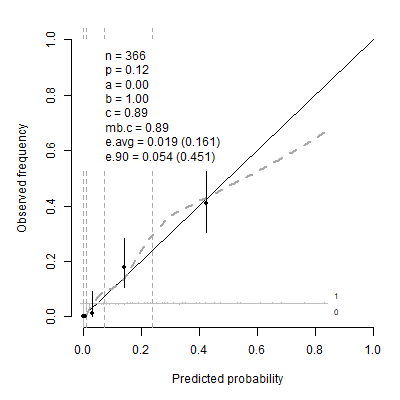 n = 366
p = 0.12
a = 0.00
b = 1.00
c = 0.89
mb.c = 0.89
e.avg = 0.019 (0.161)
e.90 = 0.054 (0.451)
Observed frequency
1.0
0.8
0.6
0.4
0.2
0.0
1
0
0.0 0.2 0.4 0.6 0.8 1.0
Predicted probability